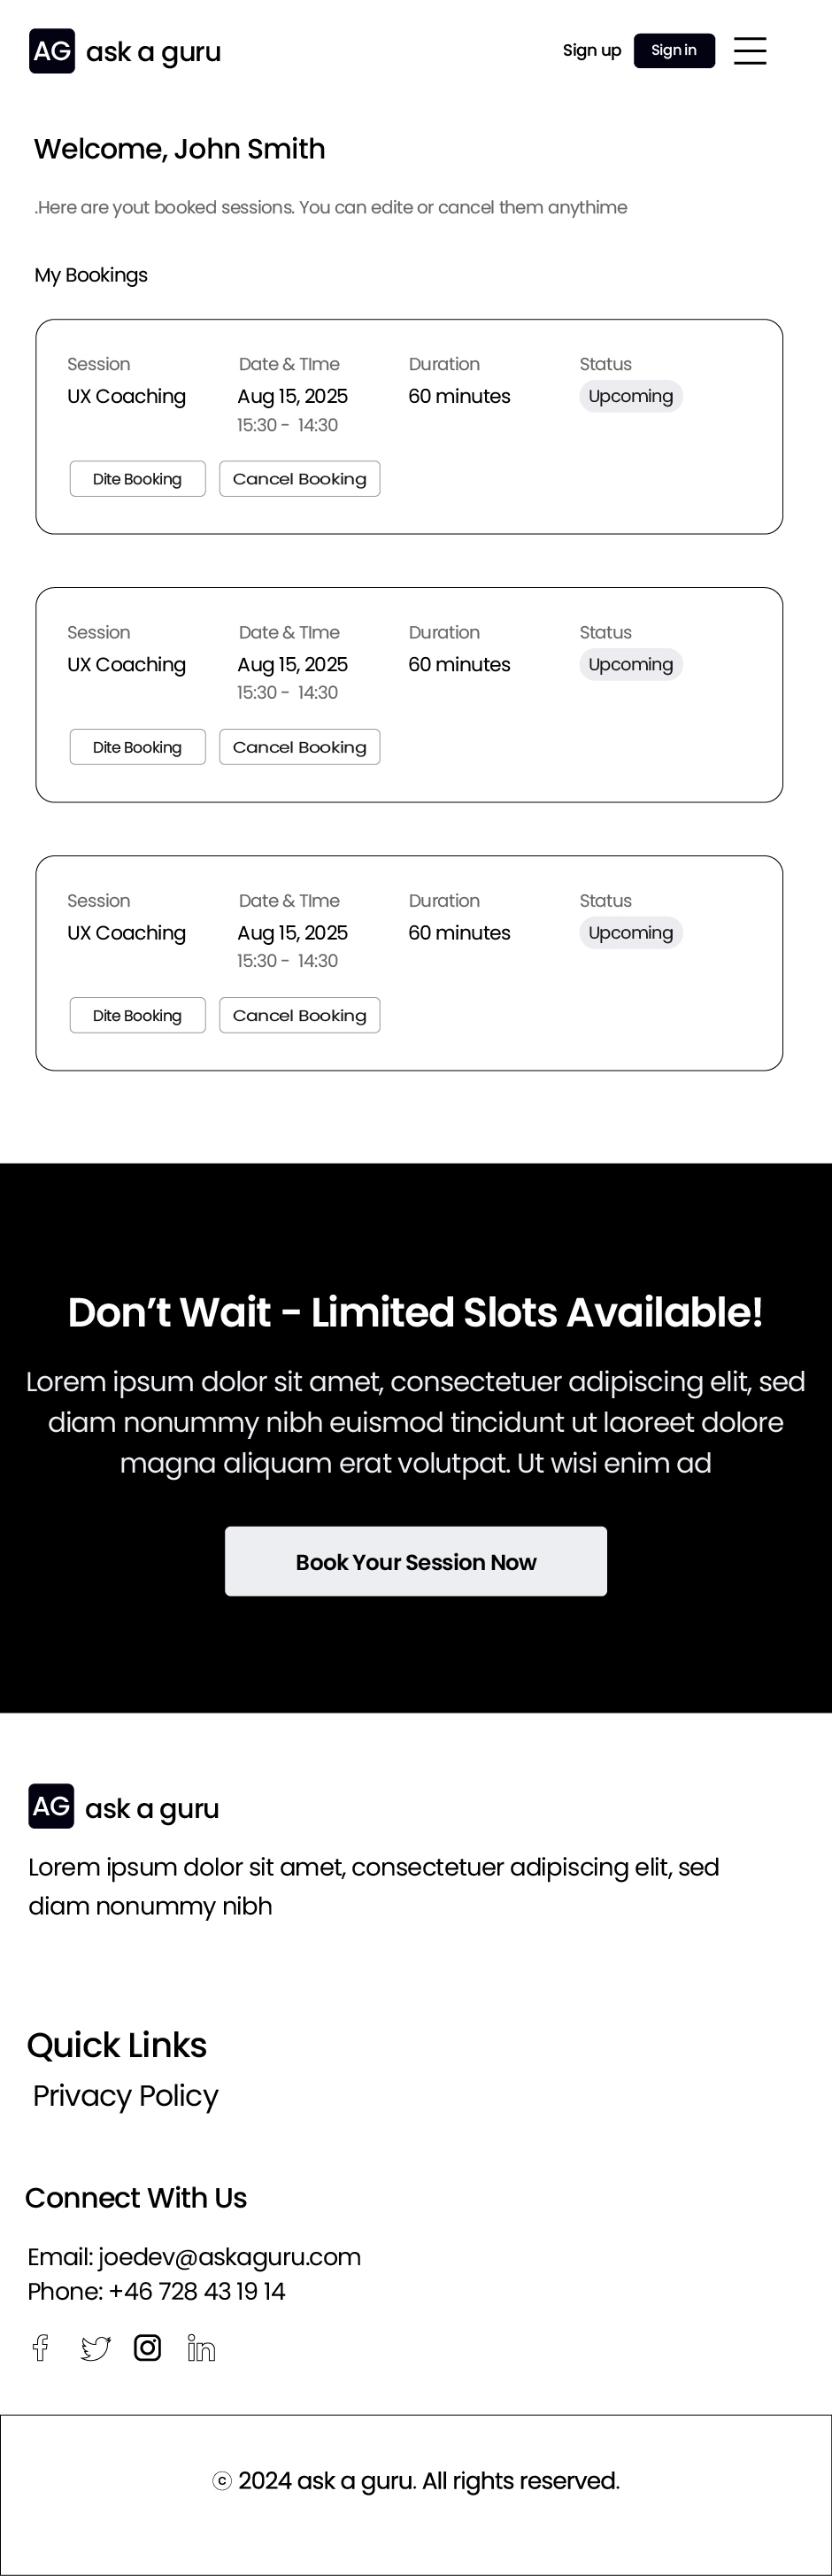 AG ask a guru Sign up Sign in
Welcome, John Smith
.Here are yout booked sessions. You can edite or cancel them anythime
My Bookings
Session Date & TIme Duration Status
UX Coaching Aug 15, 2025 60 minutes Upcoming
15:30 - 14:30
Dite Booking Cancel Booking
Session Date & TIme Duration Status
UX Coaching Aug 15, 2025 60 minutes Upcoming
15:30 - 14:30
Dite Booking Cancel Booking
Session Date & TIme Duration Status
UX Coaching Aug 15, 2025 60 minutes Upcoming
15:30 - 14:30
Dite Booking Cancel Booking
Don’t Wait - Limited Slots Available!
Lorem ipsum dolor sit amet, consectetuer adipiscing elit, sed
diam nonummy nibh euismod tincidunt ut laoreet dolore
magna aliquam erat volutpat. Ut wisi enim ad
Book Your Session Now
AG ask a guru
Lorem ipsum dolor sit amet, consectetuer adipiscing elit, sed
diam nonummy nibh
Quick Links
Privacy Policy
Connect With Us
Email: joedev@askaguru.com
Phone: +46 728 43 19 14
© 2024 ask a guru. All rights reserved.